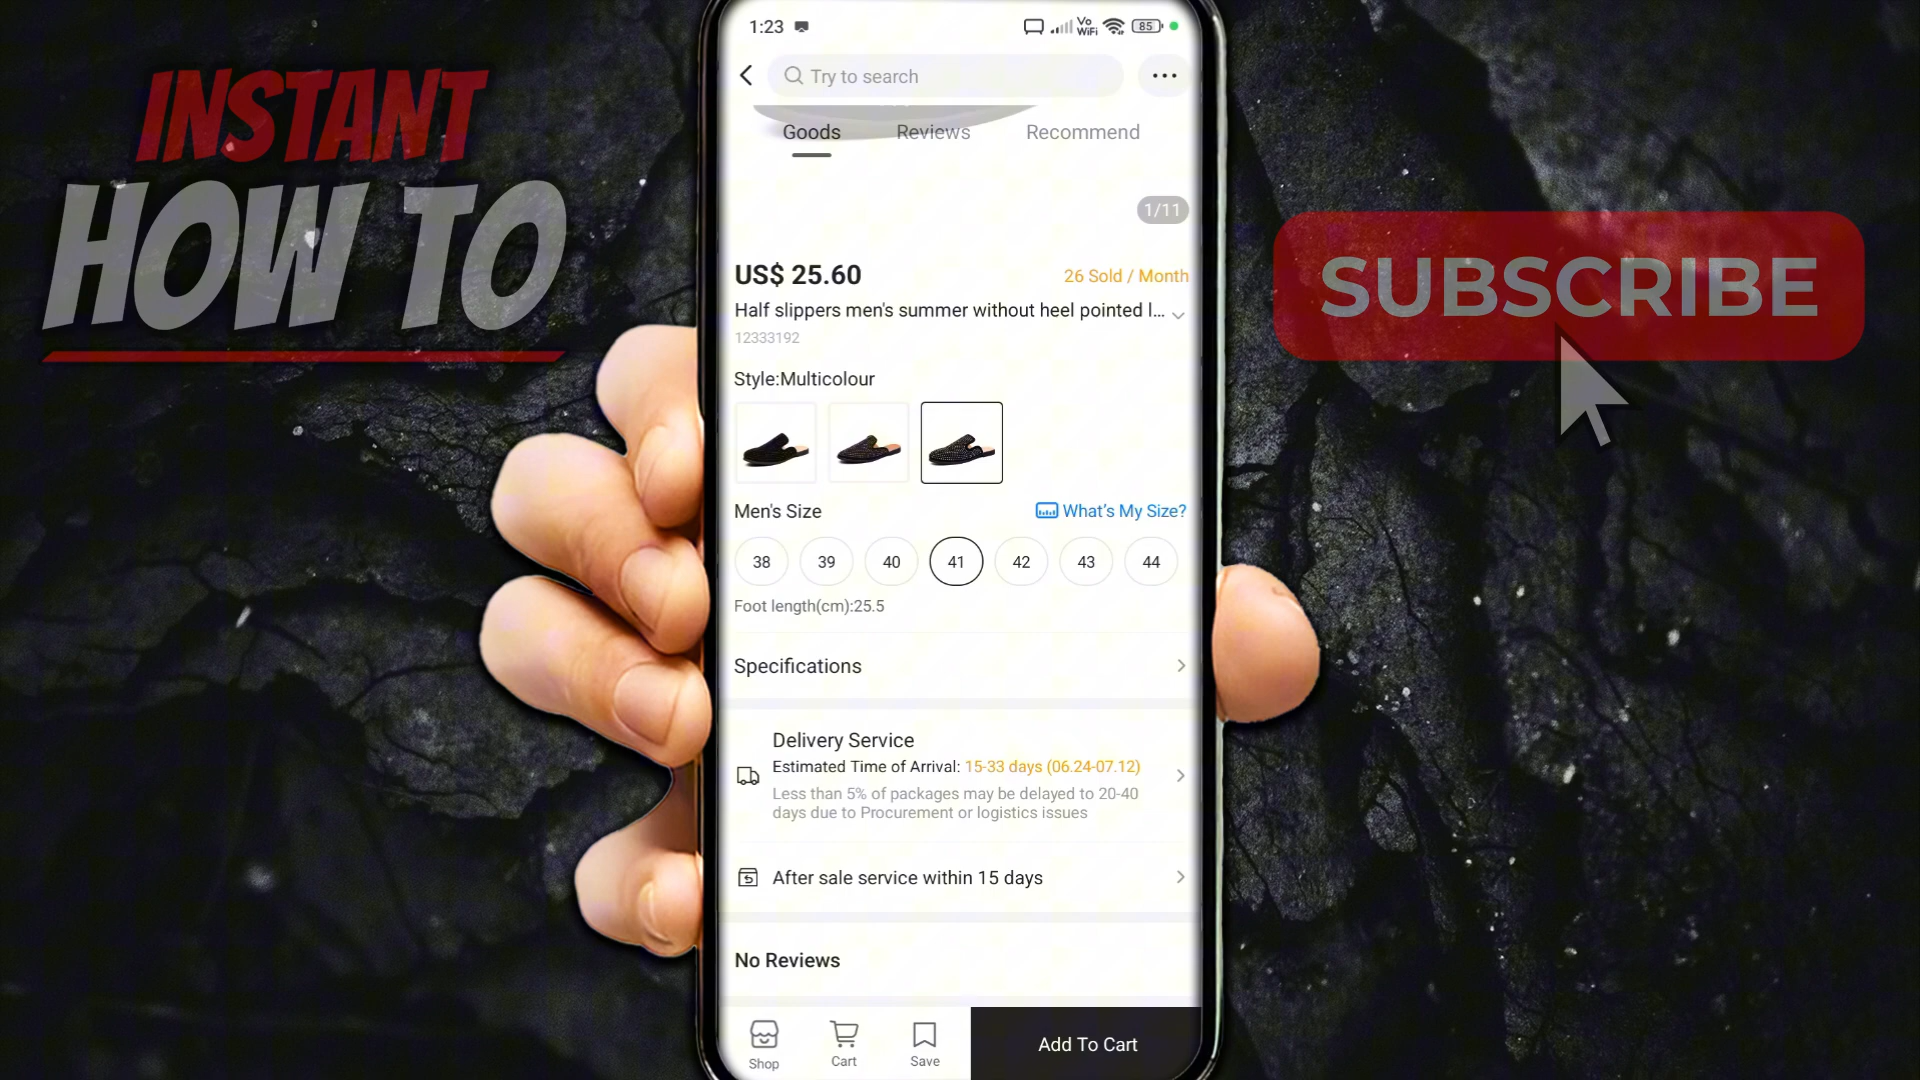 INSTANT
HOW TO
SUBSCRIBE
1:23
Vo
WiFi
85
Try to search
Goods Reviews Recommend
1/11
US$ 25.60
26 Sold / Month
Half slippers men's summer without heel pointed l...
12333192
Style:Multicolour
Men's Size
What's My Size?
38 39 40 41 42 43 44
Foot length(cm):25.5
Specifications
Delivery Service
Estimated Time of Arrival: 15-33 days (06.24-07.12)
Less than 5% of packages may be delayed to 20-40
days due to Procurement or logistics issues
After sale service within 15 days
No Reviews
Shop Cart Save
Add To Cart